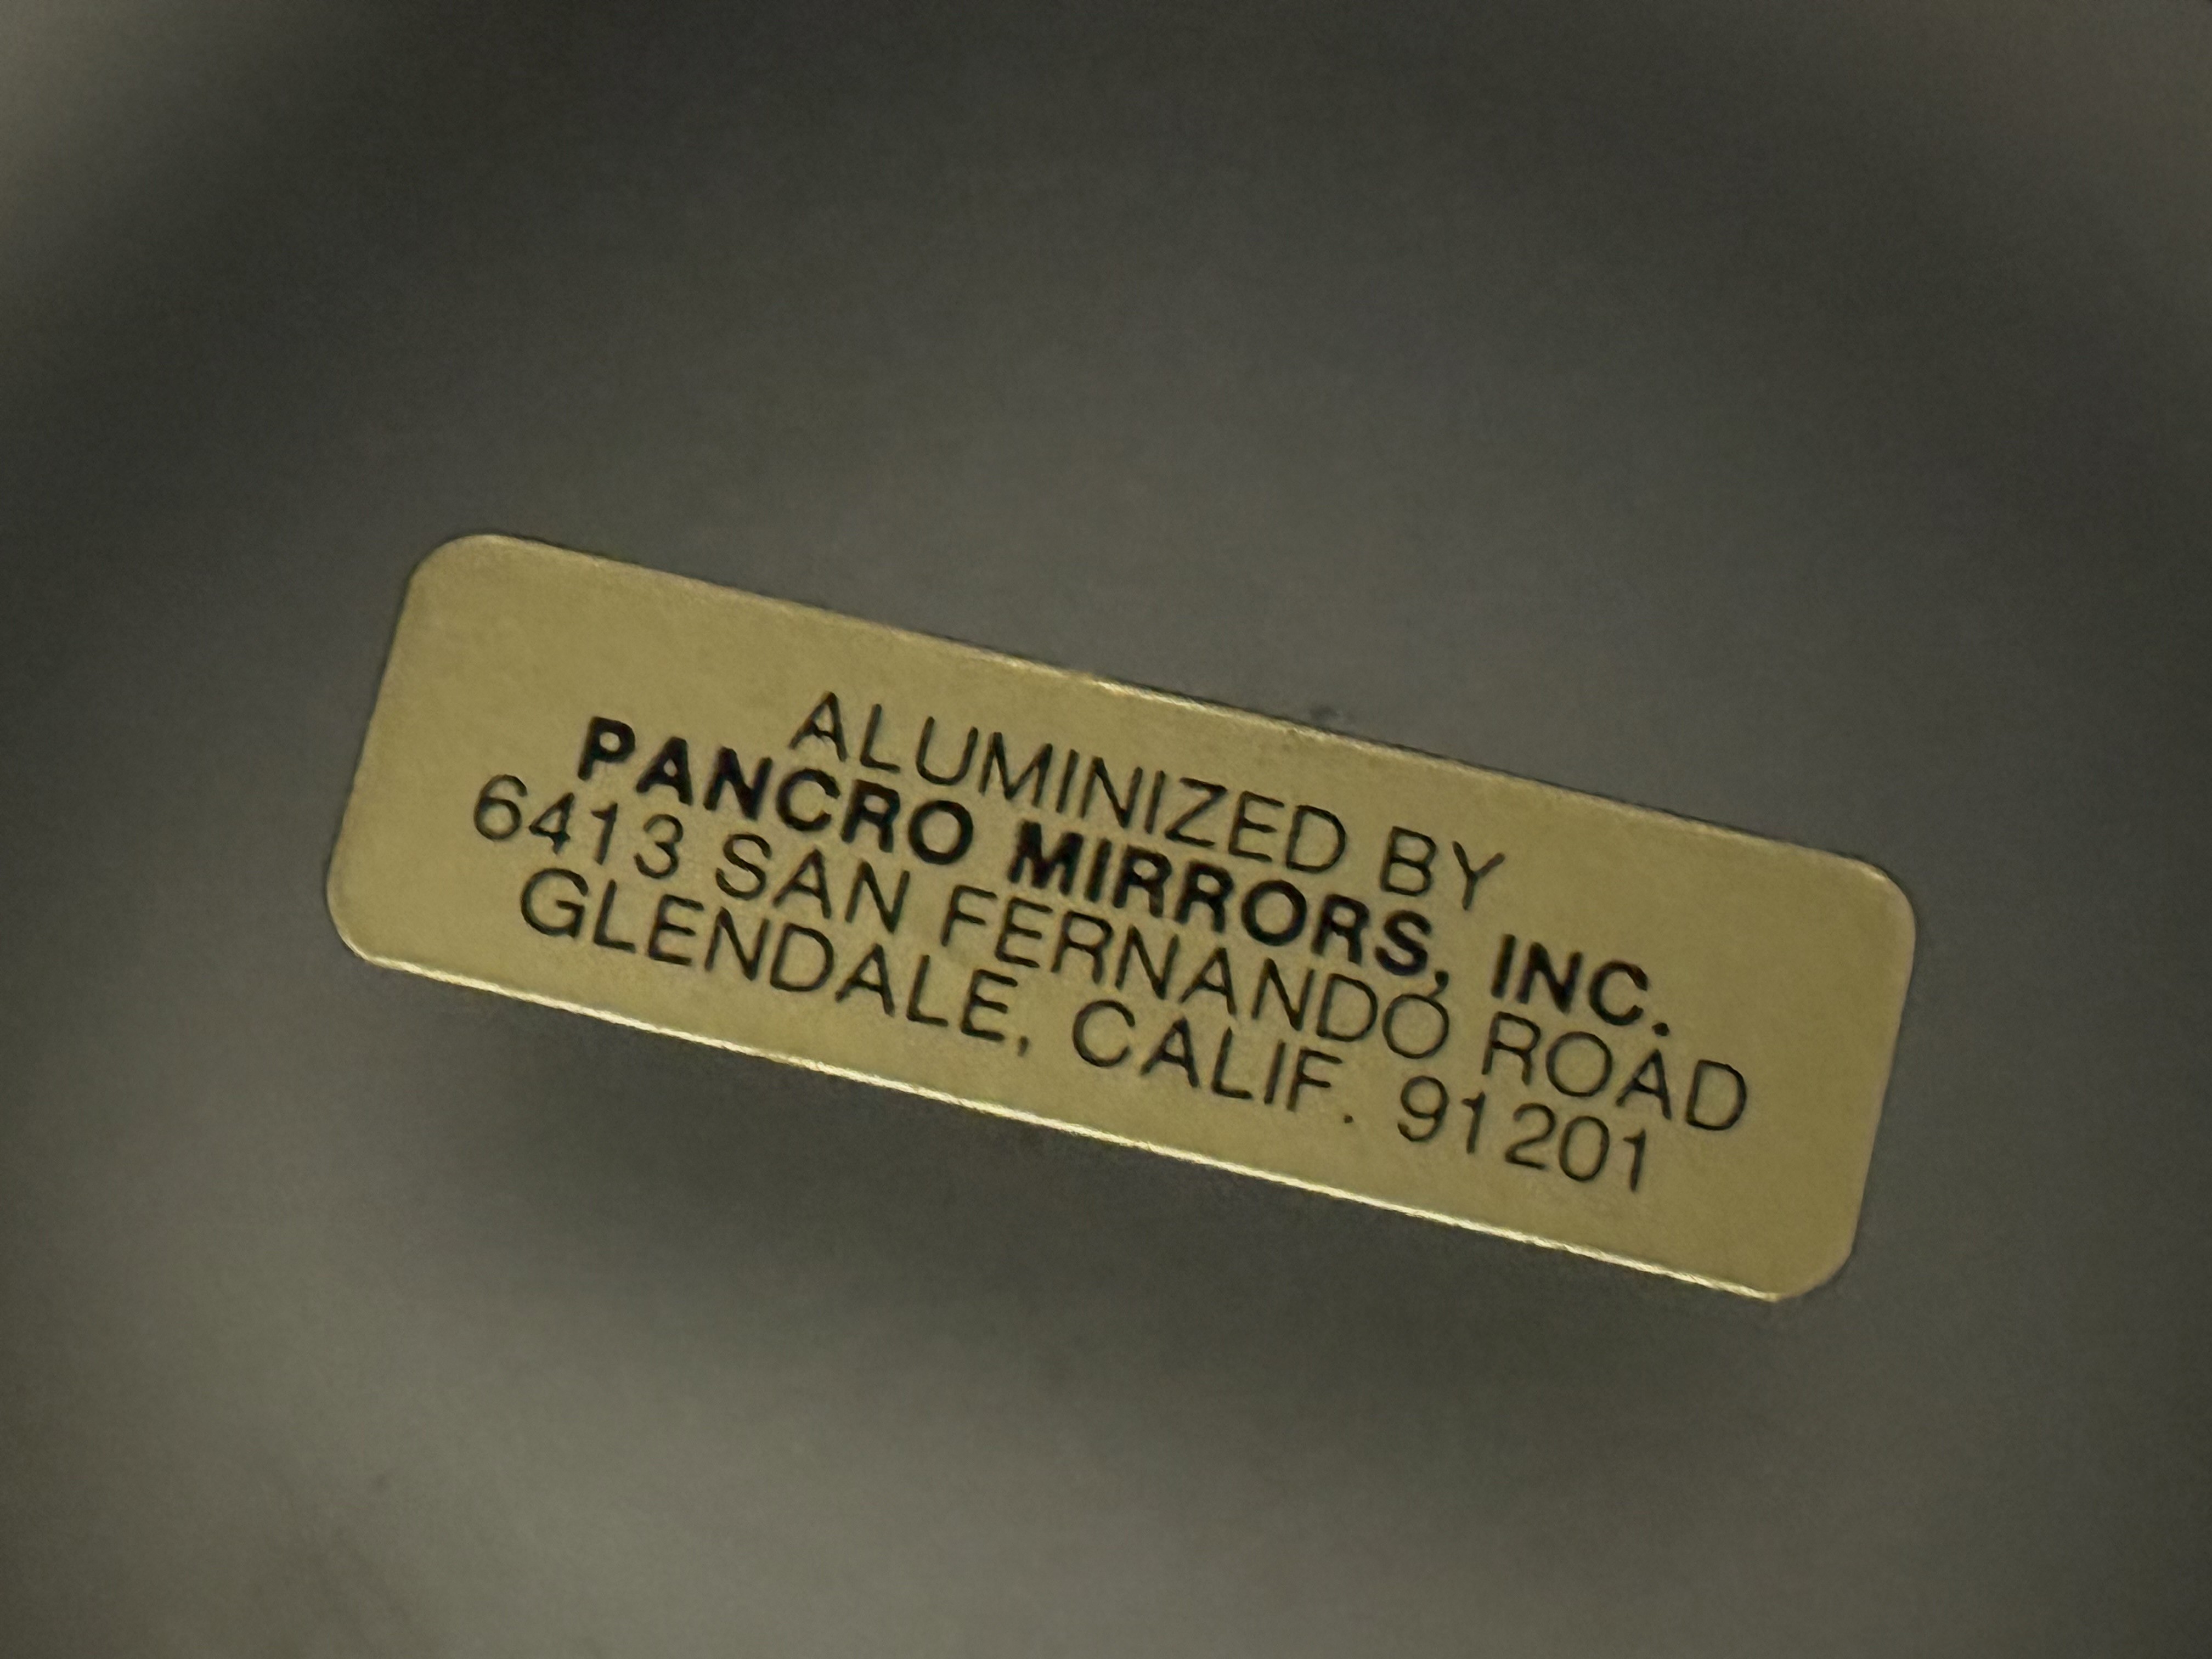 ALUMINIZED BY
PANCRO MIRRORS, INC.
6413 SAN FERNANDO ROAD
GLENDALE, CALIF. 91201